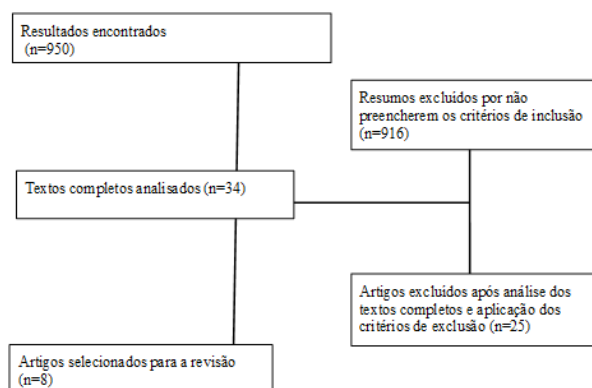 Resultados encontrados
(n=950)
Resumos excluídos por não
preencherem os critérios de inclusão
(n=916)
Textos completos analisados (n=34)
Artigos excluídos após análise dos
textos completos e aplicação dos
critérios de exclusão (n=25)
Artigos selecionados para a revisão
(n=8)